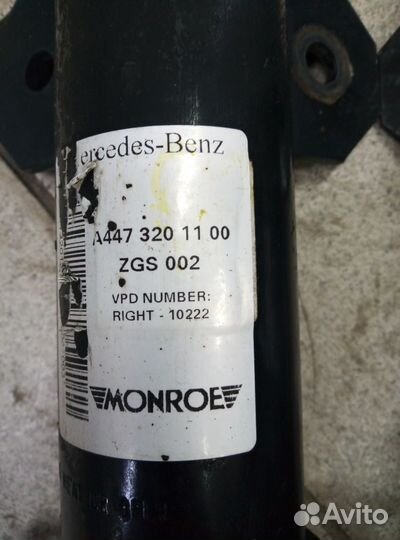 ercedes-Benz
A447 320 11 00
ZGS 002
VPD NUMBER:
RIGHT - 10222
MONROE
Avito